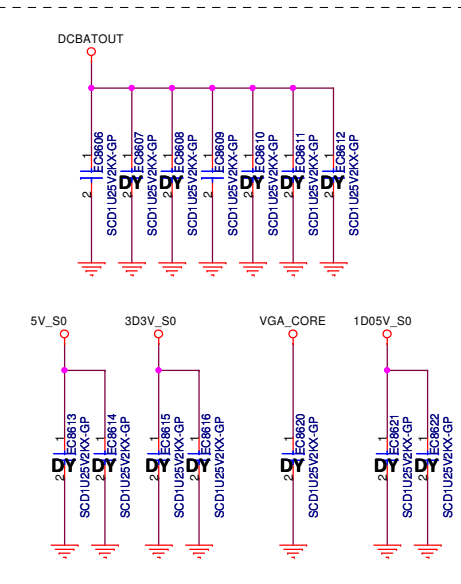 DCBATOUT
1 2 EC8606 SCD1U25V2KX-GP
1 2 DY EC8607 SCD1U25V2KX-GP
1 2 DY EC8608 SCD1U25V2KX-GP
1 2 EC8609 SCD1U25V2KX-GP
1 2 DY EC8610 SCD1U25V2KX-GP
1 2 DY EC8611 SCD1U25V2KX-GP
1 2 DY EC8612 SCD1U25V2KX-GP
5V_S0
1 2 DY EC8613 SCD1U25V2KX-GP
1 2 DY EC8614 SCD1U25V2KX-GP
3D3V_S0
1 2 DY EC8615 SCD1U25V2KX-GP
1 2 DY EC8616 SCD1U25V2KX-GP
VGA_CORE
1 2 DY EC8620 SCD1U25V2KX-GP
1D05V_S0
1 2 DY EC8621 SCD1U25V2KX-GP
1 2 DY EC8622 SCD1U25V2KX-GP